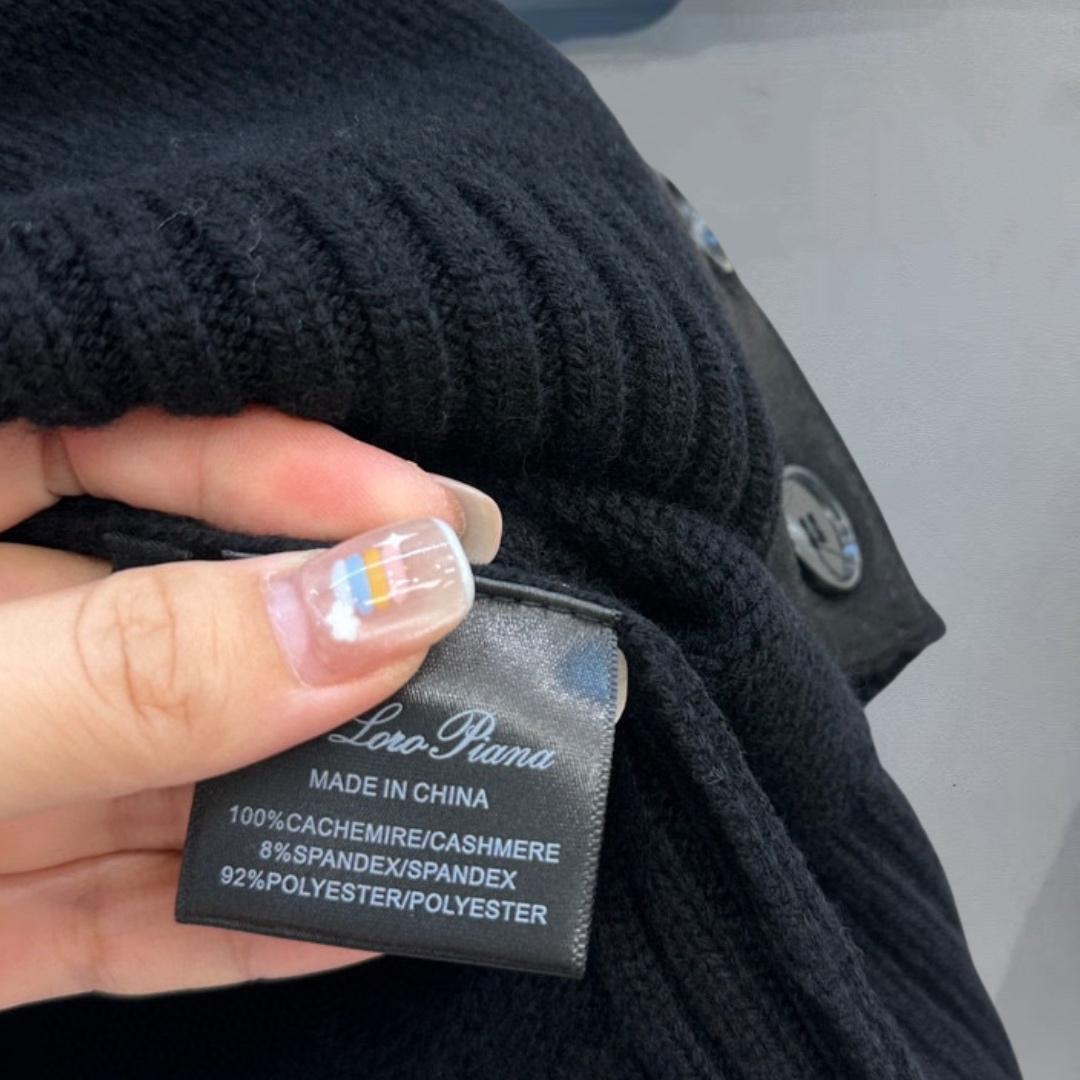 Loro Piana
MADE IN CHINA
100%CACHEMIRE/CASHMERE
8%SPANDEX/SPANDEX
92%POLYESTER/POLYESTER